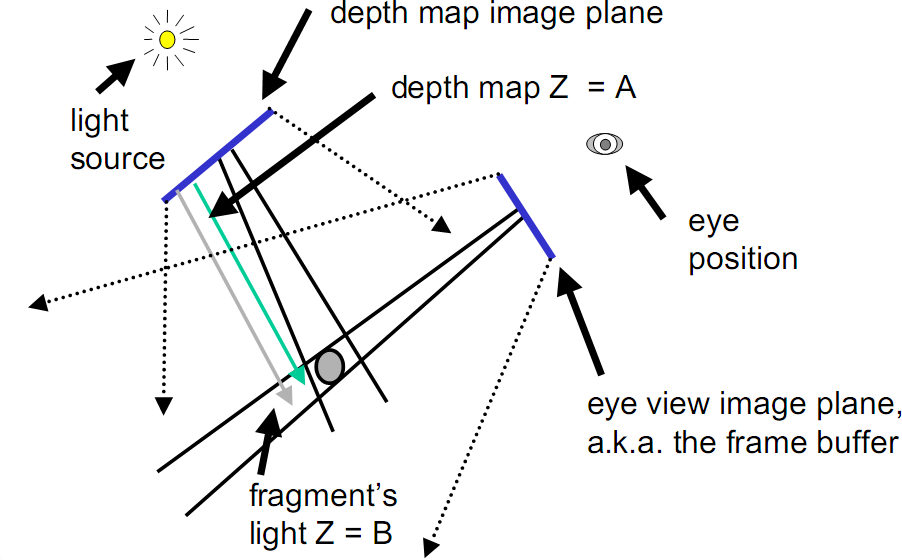 depth map image plane
depth map Z = A
light
source
eye
position
eye view image plane,
a.k.a. the frame buffer
fragment's
light Z = B